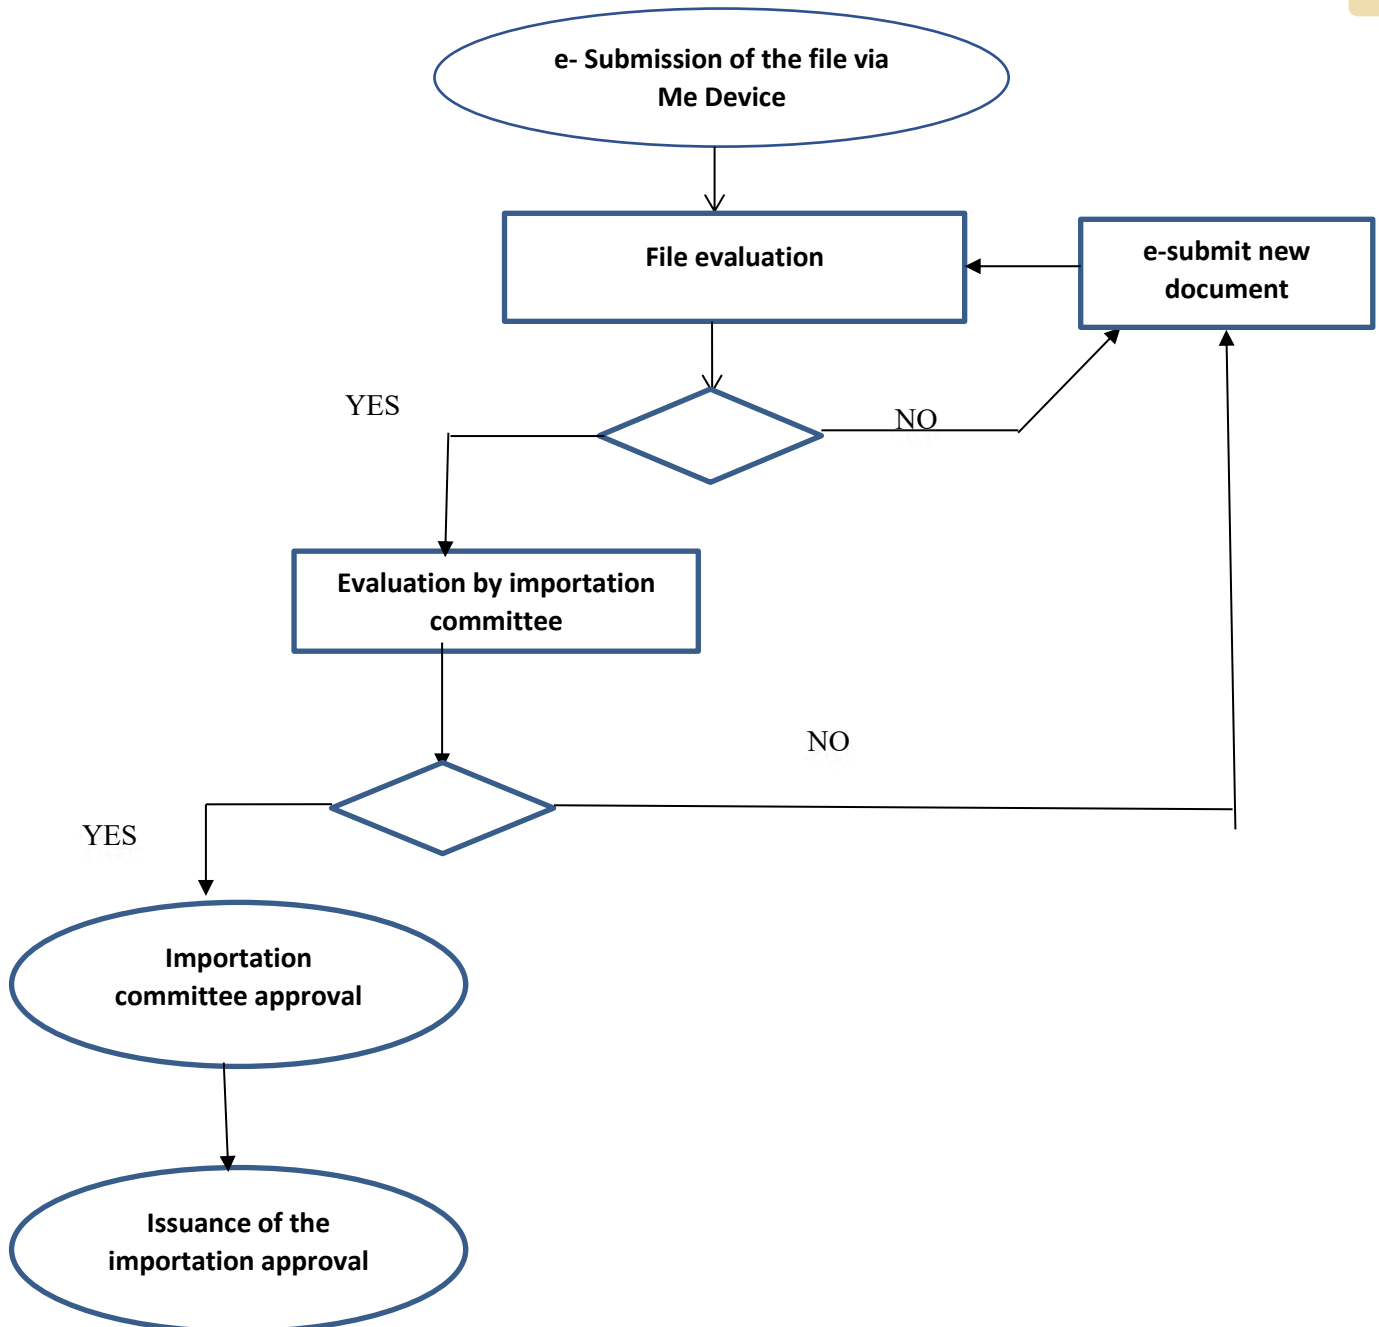 e- Submission of the file via
Me Device
File evaluation
e-submit new
document
YES
NO
Evaluation by importation
committee
NO
YES
Importation
committee approval
Issuance of the
importation approval